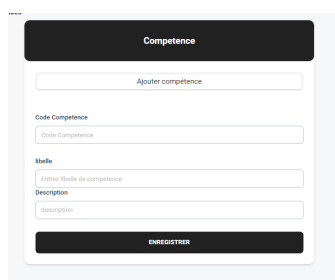 Competence
Ajouter compétence
Code Competence
Code Competence
libelle
Entrez libelle de competence
Description
description
ENREGISTRER